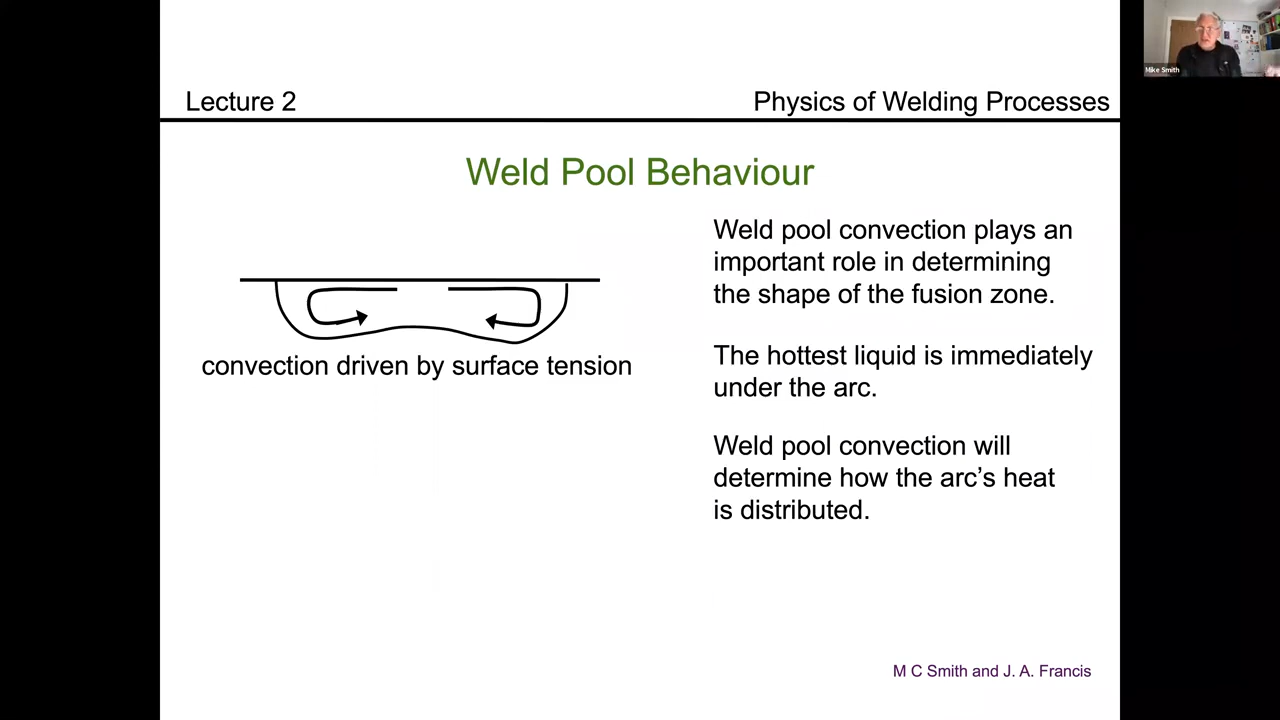 Mike Smith
Lecture 2
Physics of Welding Processes
Weld Pool Behaviour
convection driven by surface tension
Weld pool convection plays an
important role in determining
the shape of the fusion zone.
The hottest liquid is immediately
under the arc.
Weld pool convection will
determine how the arc’s heat
is distributed.
M C Smith and J. A. Francis